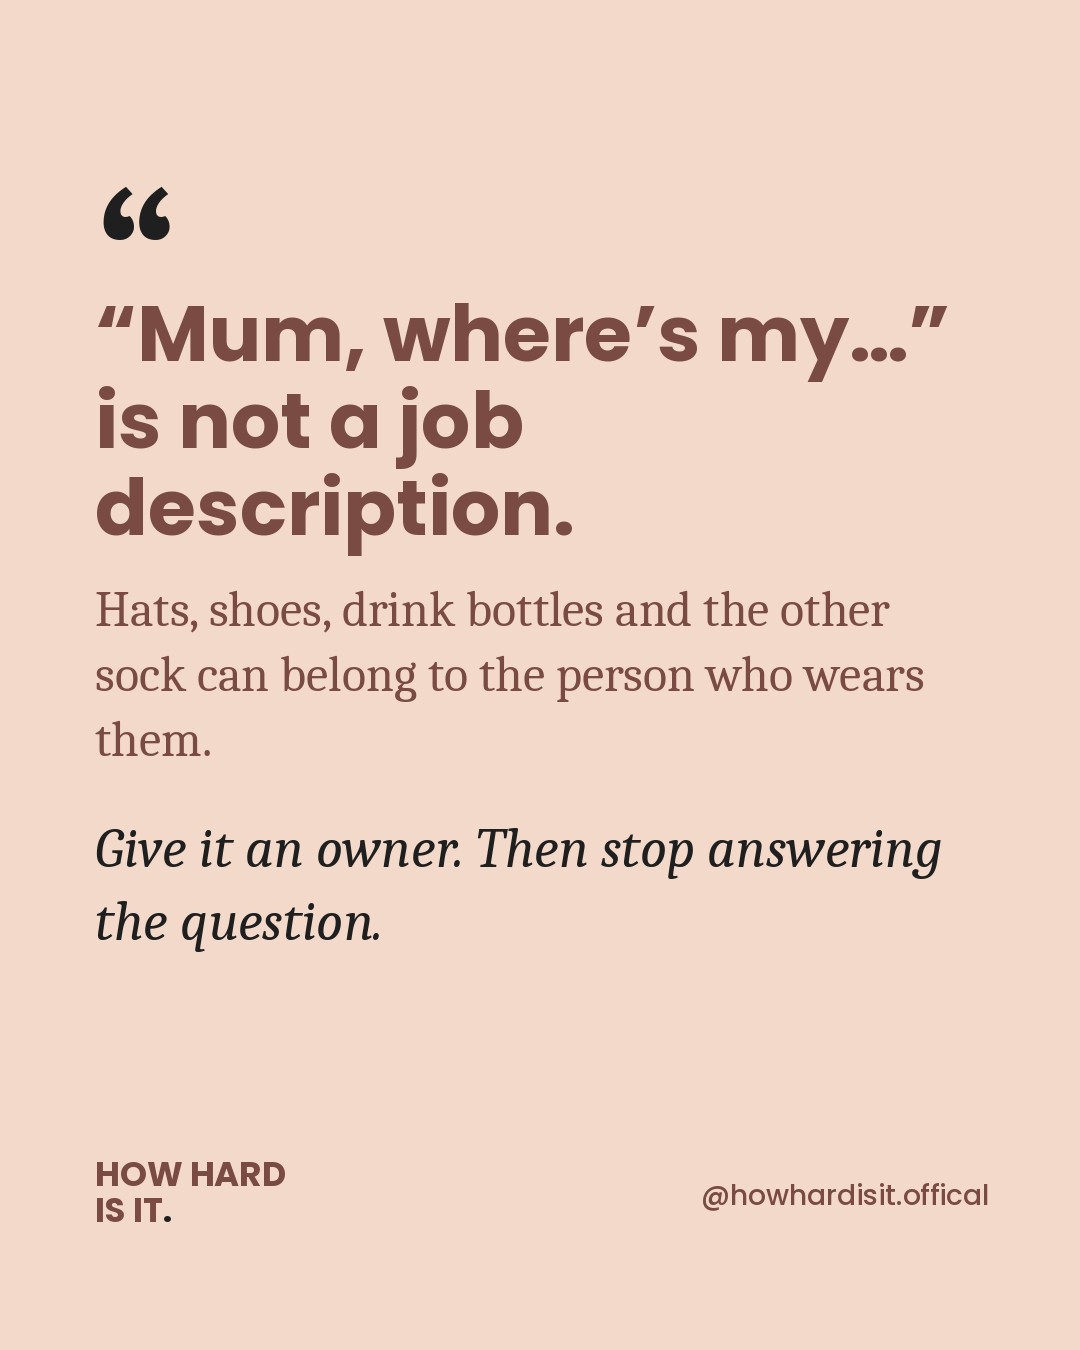 “
“Mum, where’s my…”
is not a job
description.
Hats, shoes, drink bottles and the other
sock can belong to the person who wears
them.
Give it an owner. Then stop answering
the question.
HOW HARD
IS IT.
@howhardisit.offical